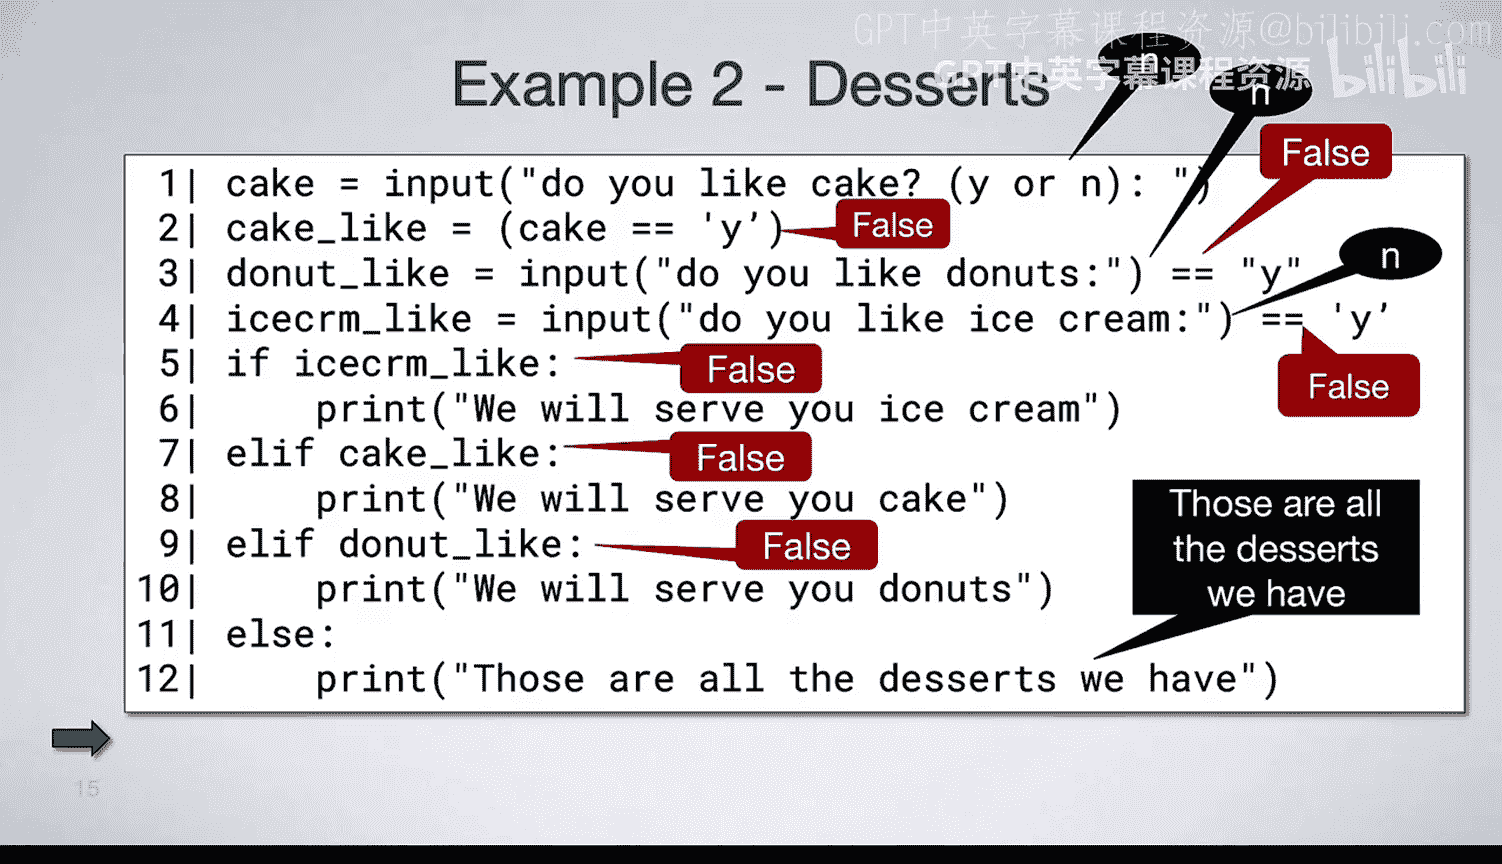 GPT中英字幕课程资源@bilibili.com
GPT中英字幕课程资源 bilibili
Example 2 - Desserts
n
n
False
1| cake = input("do you like cake? (y or n): ")
2| cake_like = (cake == 'y’)
False
3| donut_like = input("do you like donuts:") == "y"
n
4| icecrm_like = input("do you like ice cream:") == 'y’
False
5| if icecrm_like:
False
6|     print("We will serve you ice cream")
7| elif cake_like:
False
8|     print("We will serve you cake")
9| elif donut_like:
False
10|     print("We will serve you donuts")
11| else:
12|     print("Those are all the desserts we have")
Those are all
the desserts
we have
15